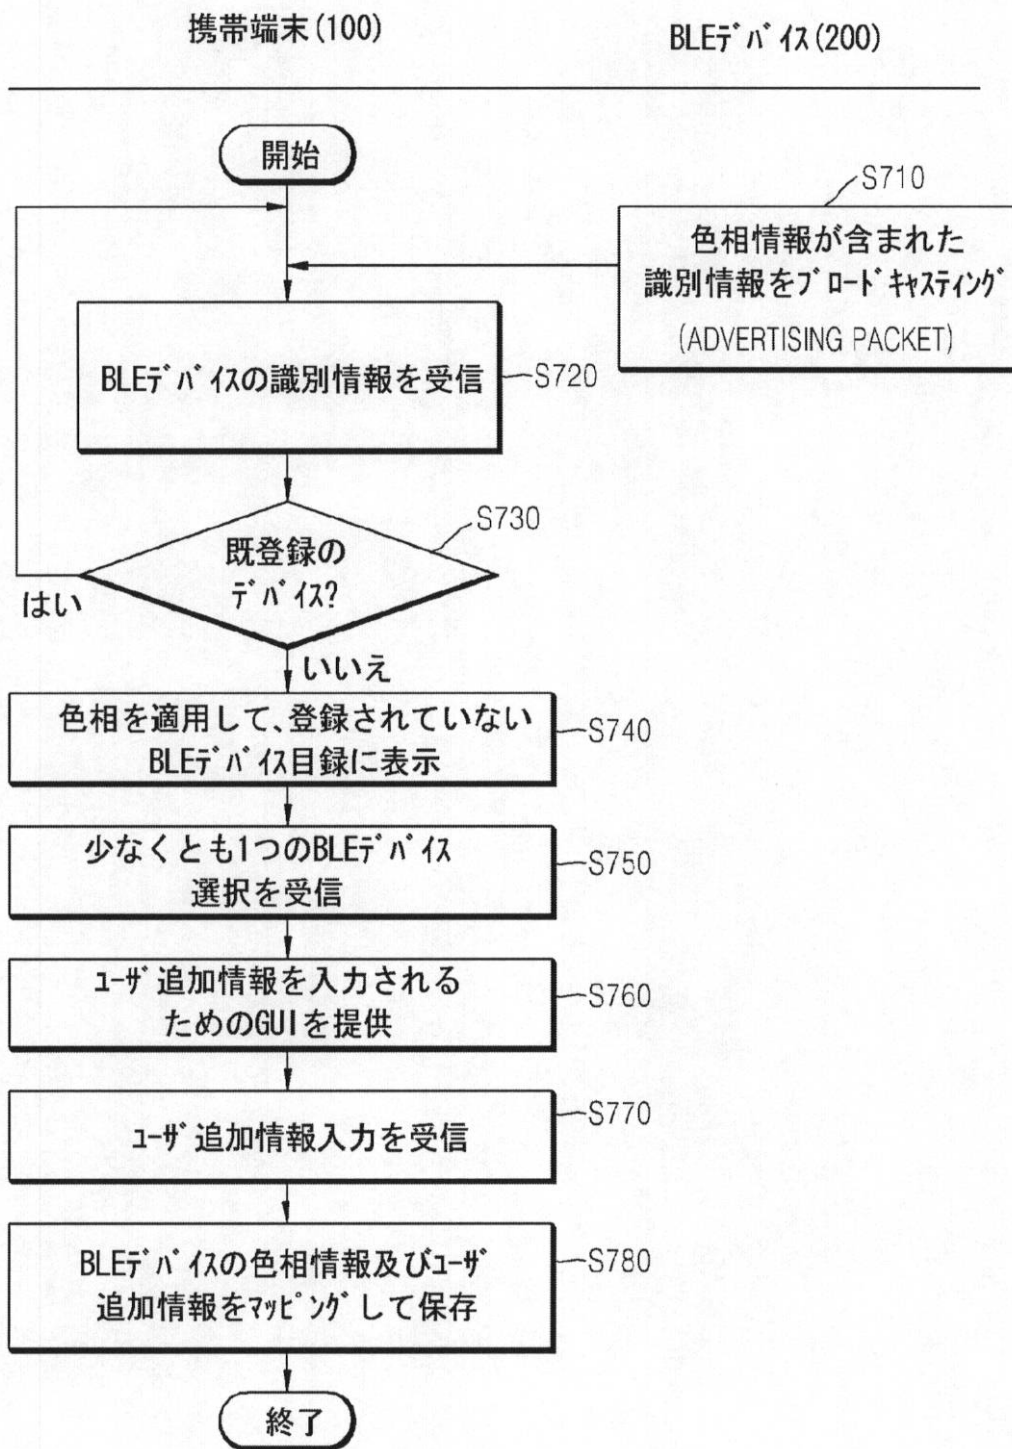 携帯端末(100)
BLEデバイス(200)
開始
S710
色相情報が含まれた
識別情報をブロードキャスティング
(ADVERTISING PACKET)
BLEデバイスの識別情報を受信
S720
S730
既登録の
デバイス?
はい
いいえ
色相を適用して、登録されていない
BLEデバイス目録に表示
S740
少なくとも1つのBLEデバイス
選択を受信
S750
ユーザ追加情報を入力される
ためのGUIを提供
S760
ユーザ追加情報入力を受信
S770
BLEデバイスの色相情報及びユーザ
追加情報をマッピングして保存
S780
終了